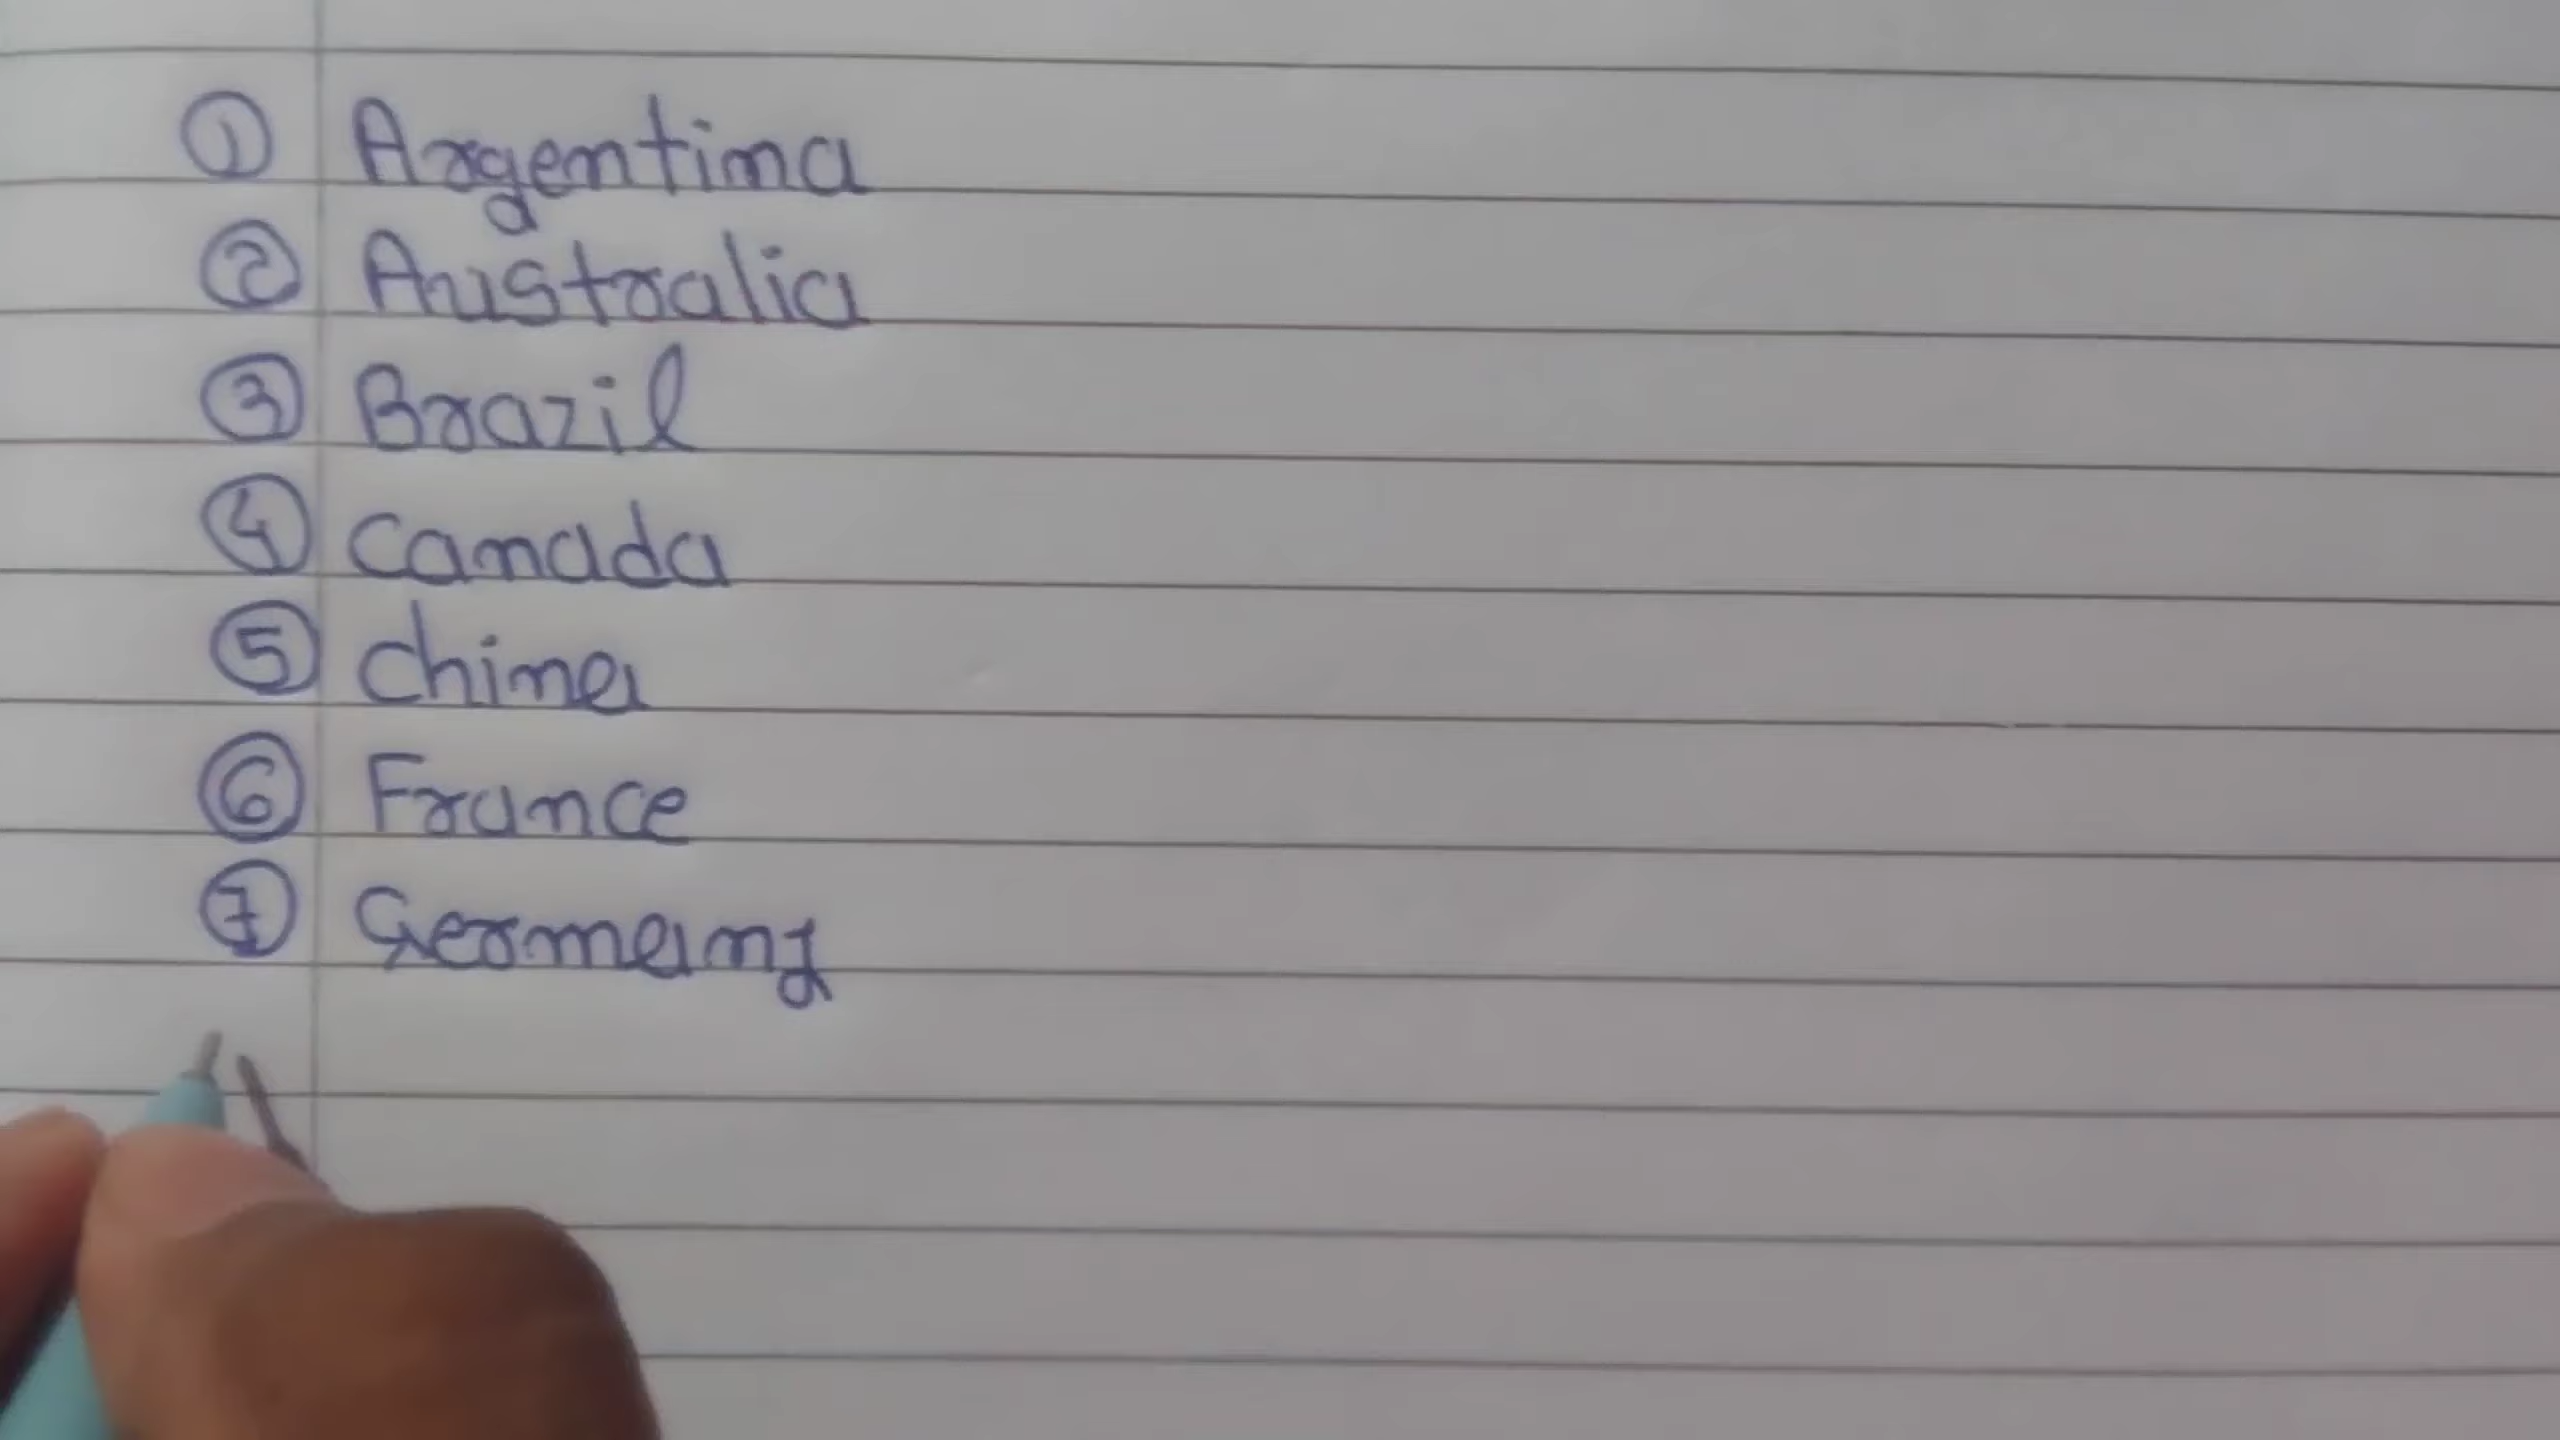 ① Argentina
② Australia
③ Brazil
④ Canada
⑤ China
⑥ France
⑦ Germany